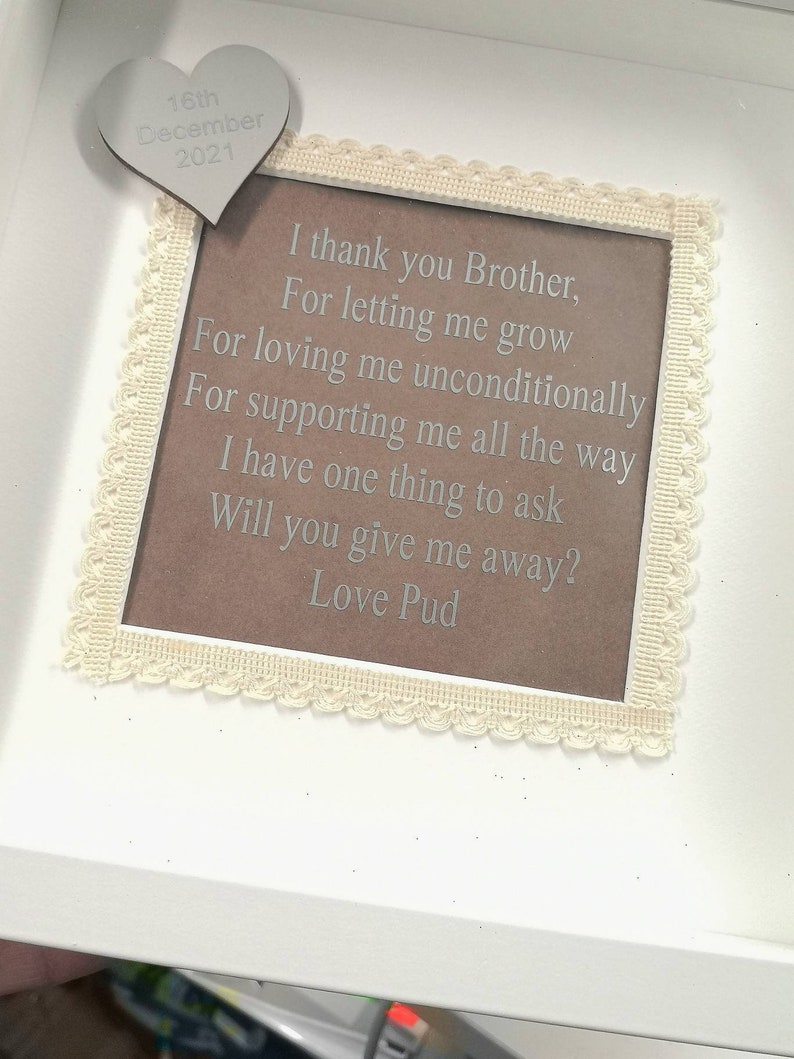 16th
December
2021
I thank you Brother,
For letting me grow
For loving me unconditionally
For supporting me all the way
I have one thing to ask
Will you give me away?
Love Pud